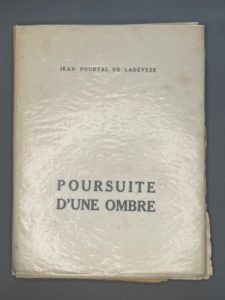 JEAN POURTAL DE LADEVÈZE
POURSUITE
D'UNE OMBRE